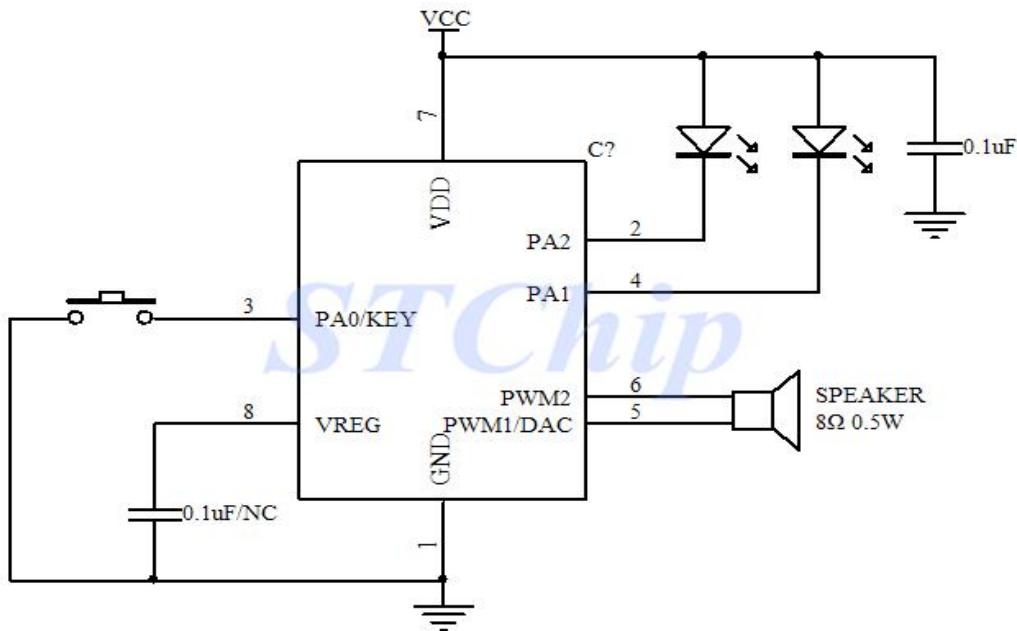 VCC
7
C?
0.1uF
VDD
PA2
2
PA1
4
STChip
3
PA0/KEY
PWM2
6
SPEAKER
8Ω 0.5W
8
VREG
PWM1/DAC
5
GND
0.1uF/NC
1